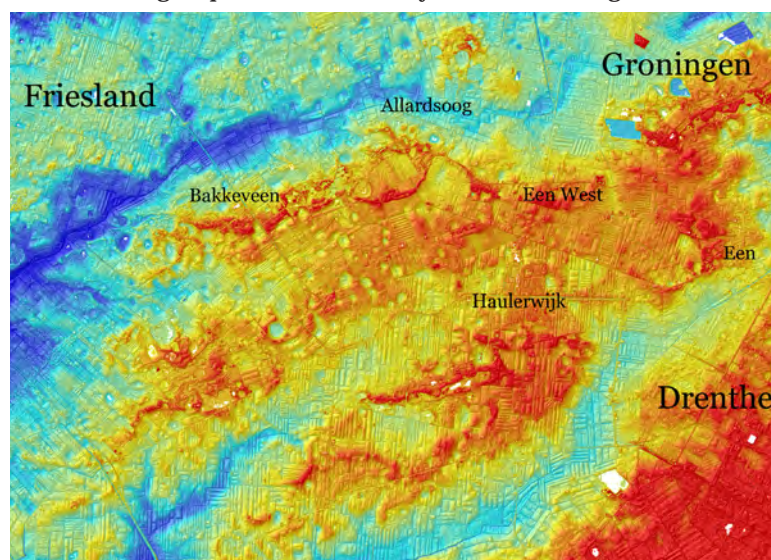 Groningen
Friesland
Allardsoog
Bakkeveen
Een West
Een
Haulerwijk
Drenthe